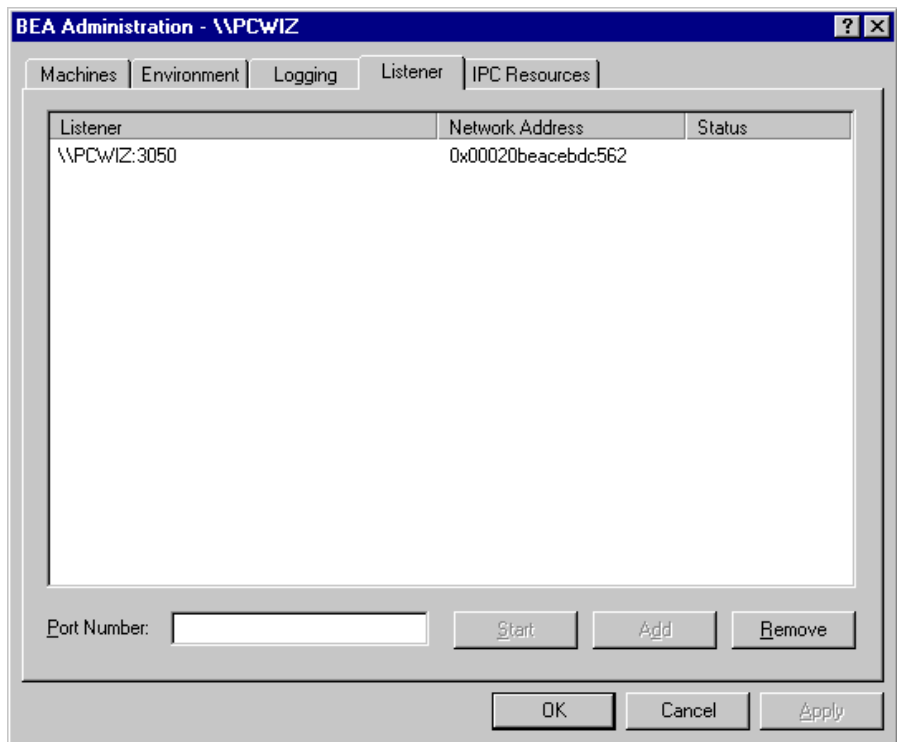 BEA Administration - \\PCWIZ
Machines Environment Logging Listener IPC Resources
Listener Network Address Status
\\PCWIZ:3050 0x00020beacebdc562
Port Number: Start Add Remove
OK Cancel Apply